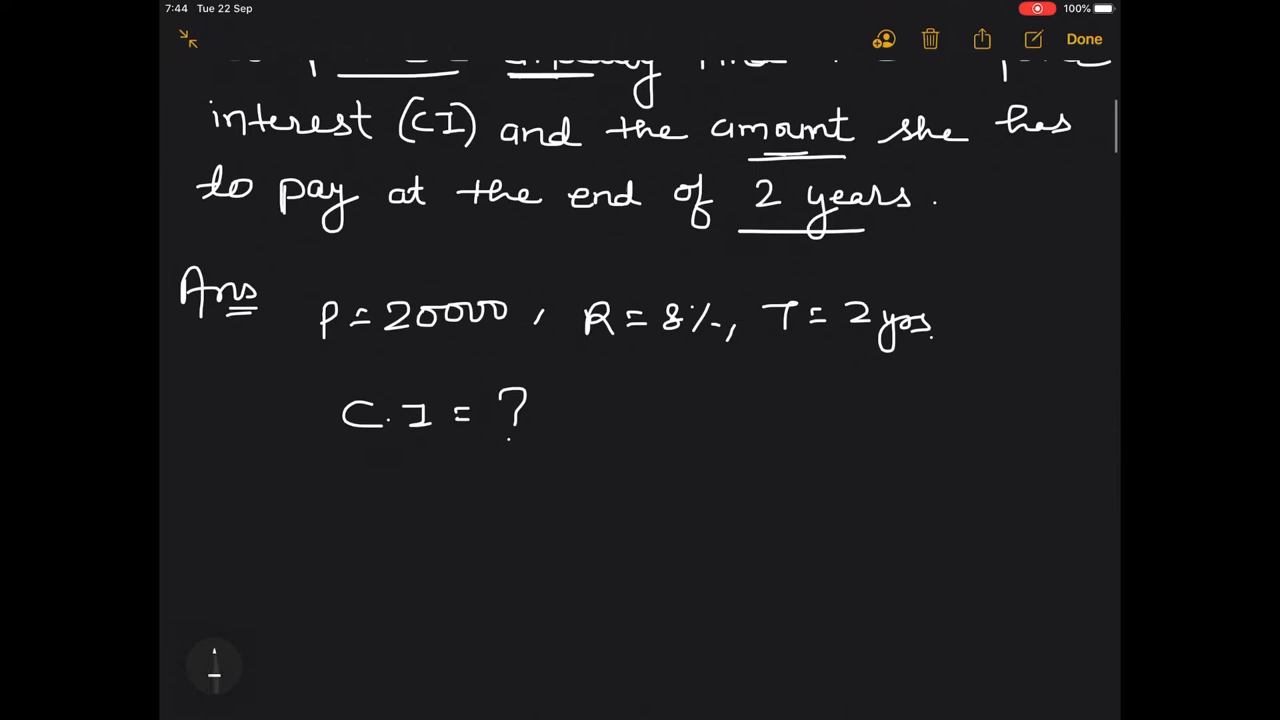 7:44 Tue 22 Sep
100%
Done
interest (CI) and the amount she has
to pay at the end of 2 years.
Ans
P = 20000, R = 8%, T = 2 yrs.
C.I = ?